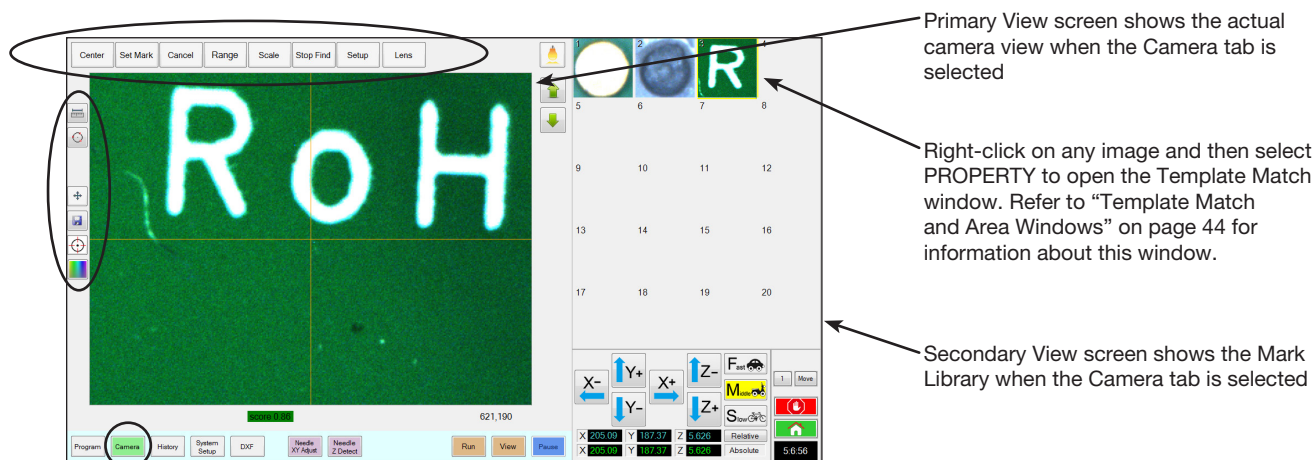 Center Set Mark Cancel Range Scale Stop Find Setup Lens
R o H
score 0.86
621,190
Program Camera History System Setup DXF Needle XY Adjust Needle Z Detect Run View Pause
1 2 3 4
R
5 6 7 8
9 10 11 12
13 14 15 16
17 18 19 20
X- Y+ Y- X+ Z- Z+
Fast
Middle
Slow
1 Move
X 205.09 Y 187.37 Z 5.626 Relative
X 205.09 Y 187.37 Z 5.626 Absolute
5:6:56
Primary View screen shows the actual
camera view when the Camera tab is
selected
Right-click on any image and then select
PROPERTY to open the Template Match
window. Refer to “Template Match
and Area Windows” on page 44 for
information about this window.
Secondary View screen shows the Mark
Library when the Camera tab is selected